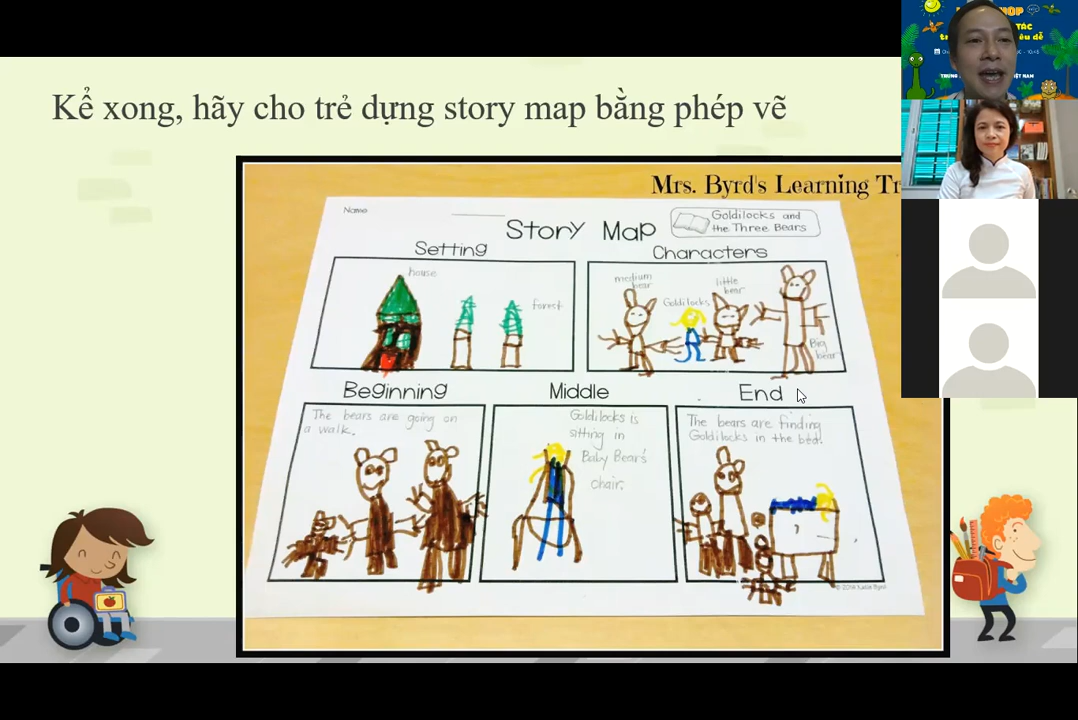 Kể xong, hãy cho trẻ dựng story map bằng phép vẽ
Mrs. Byrd's Learning Tr
Name
Story Map
Goldilocks and
the Three Bears
Setting
Characters
house
forest
medium
bear
Goldilocks
little
bear
Big
bear
Beginning
Middle
End
The bears are going on
a walk.
Goldilocks is
sitting in
Baby Bear's
chair.
The bears are finding
Goldilocks in the bed!